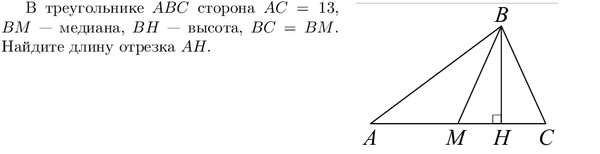 В треугольнике ABC сторона AC = 13,
BM — медиана, BH — высота, BC = BM.
Найдите длину отрезка AH.
B
A M H C